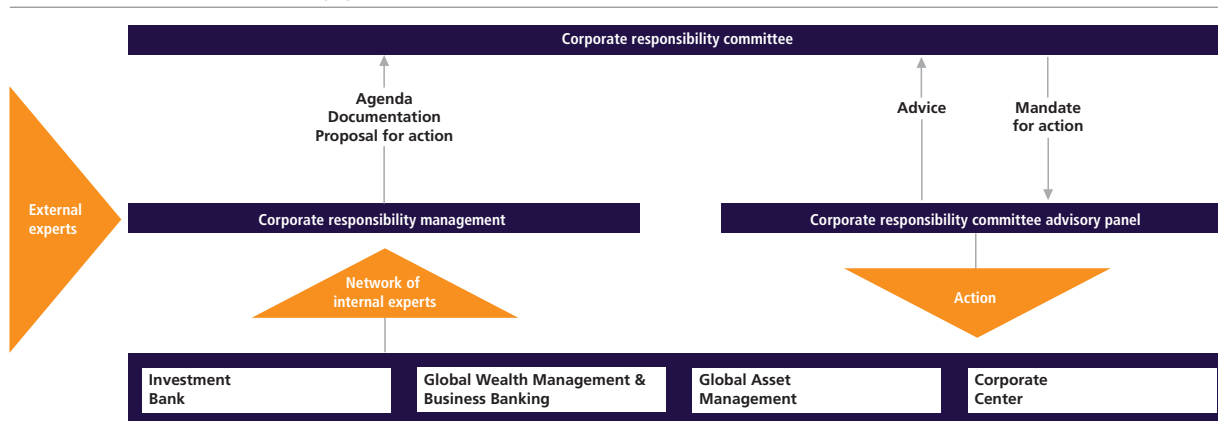 Corporate responsibility committee
Agenda
Documentation
Proposal for action
Advice
Mandate
for action
External
experts
Corporate responsibility management
Corporate responsibility committee advisory panel
Network of
internal experts
Action
Investment
Bank
Global Wealth Management &
Business Banking
Global Asset
Management
Corporate
Center